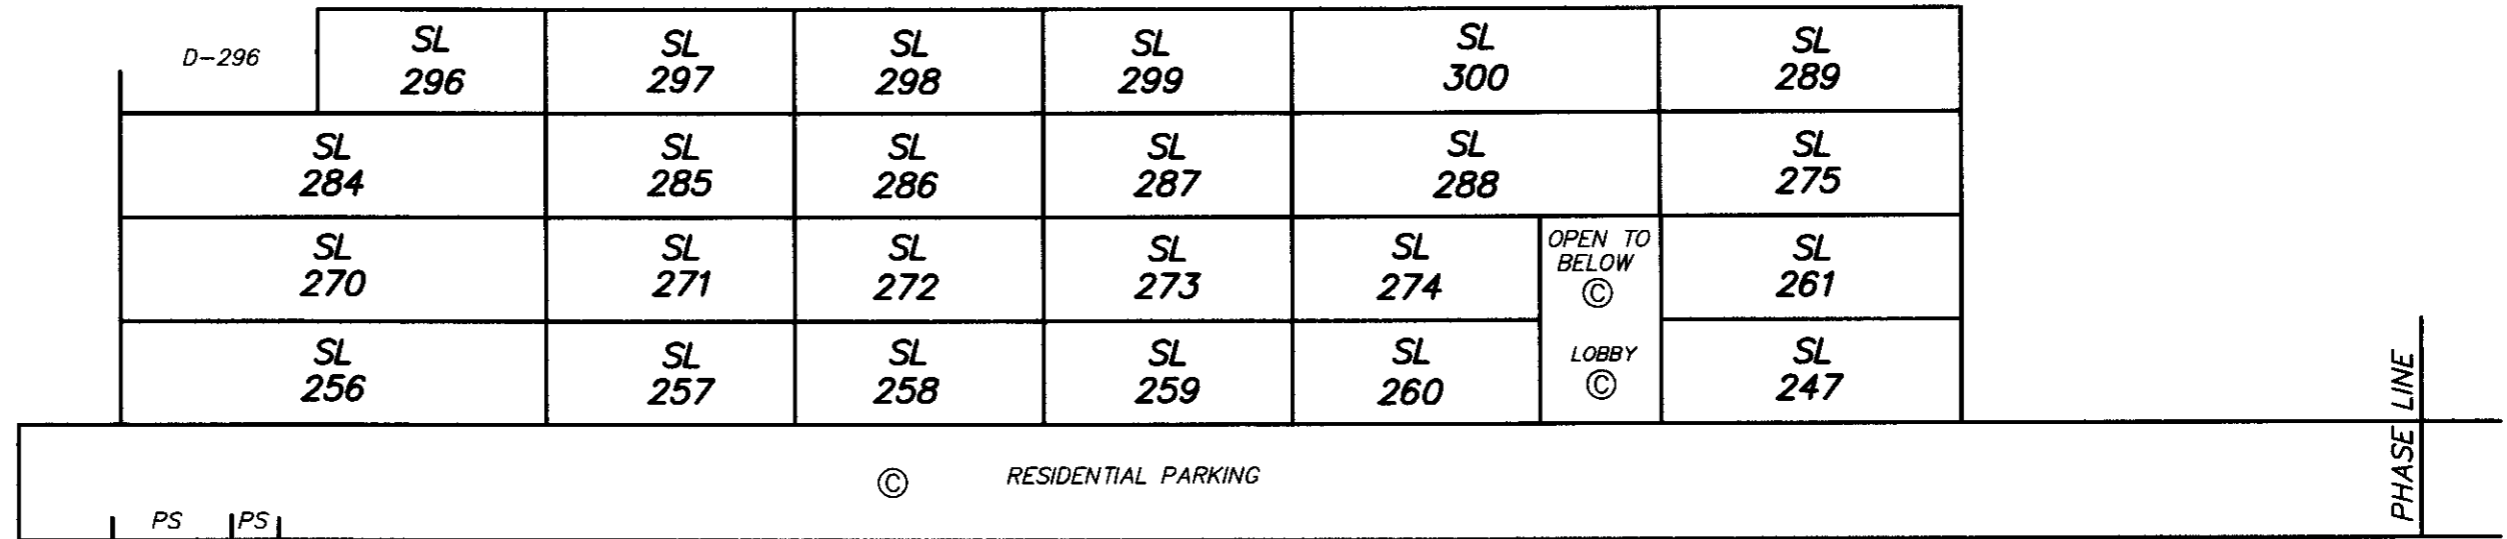 D-296
SL
296
SL
297
SL
298
SL
299
SL
300
SL
289
SL
284
SL
285
SL
286
SL
287
SL
288
SL
275
SL
270
SL
271
SL
272
SL
273
SL
274
OPEN TO
BELOW
©
SL
261
SL
256
SL
257
SL
258
SL
259
SL
260
LOBBY
©
SL
247
© RESIDENTIAL PARKING
PS
PS
PHASE LINE